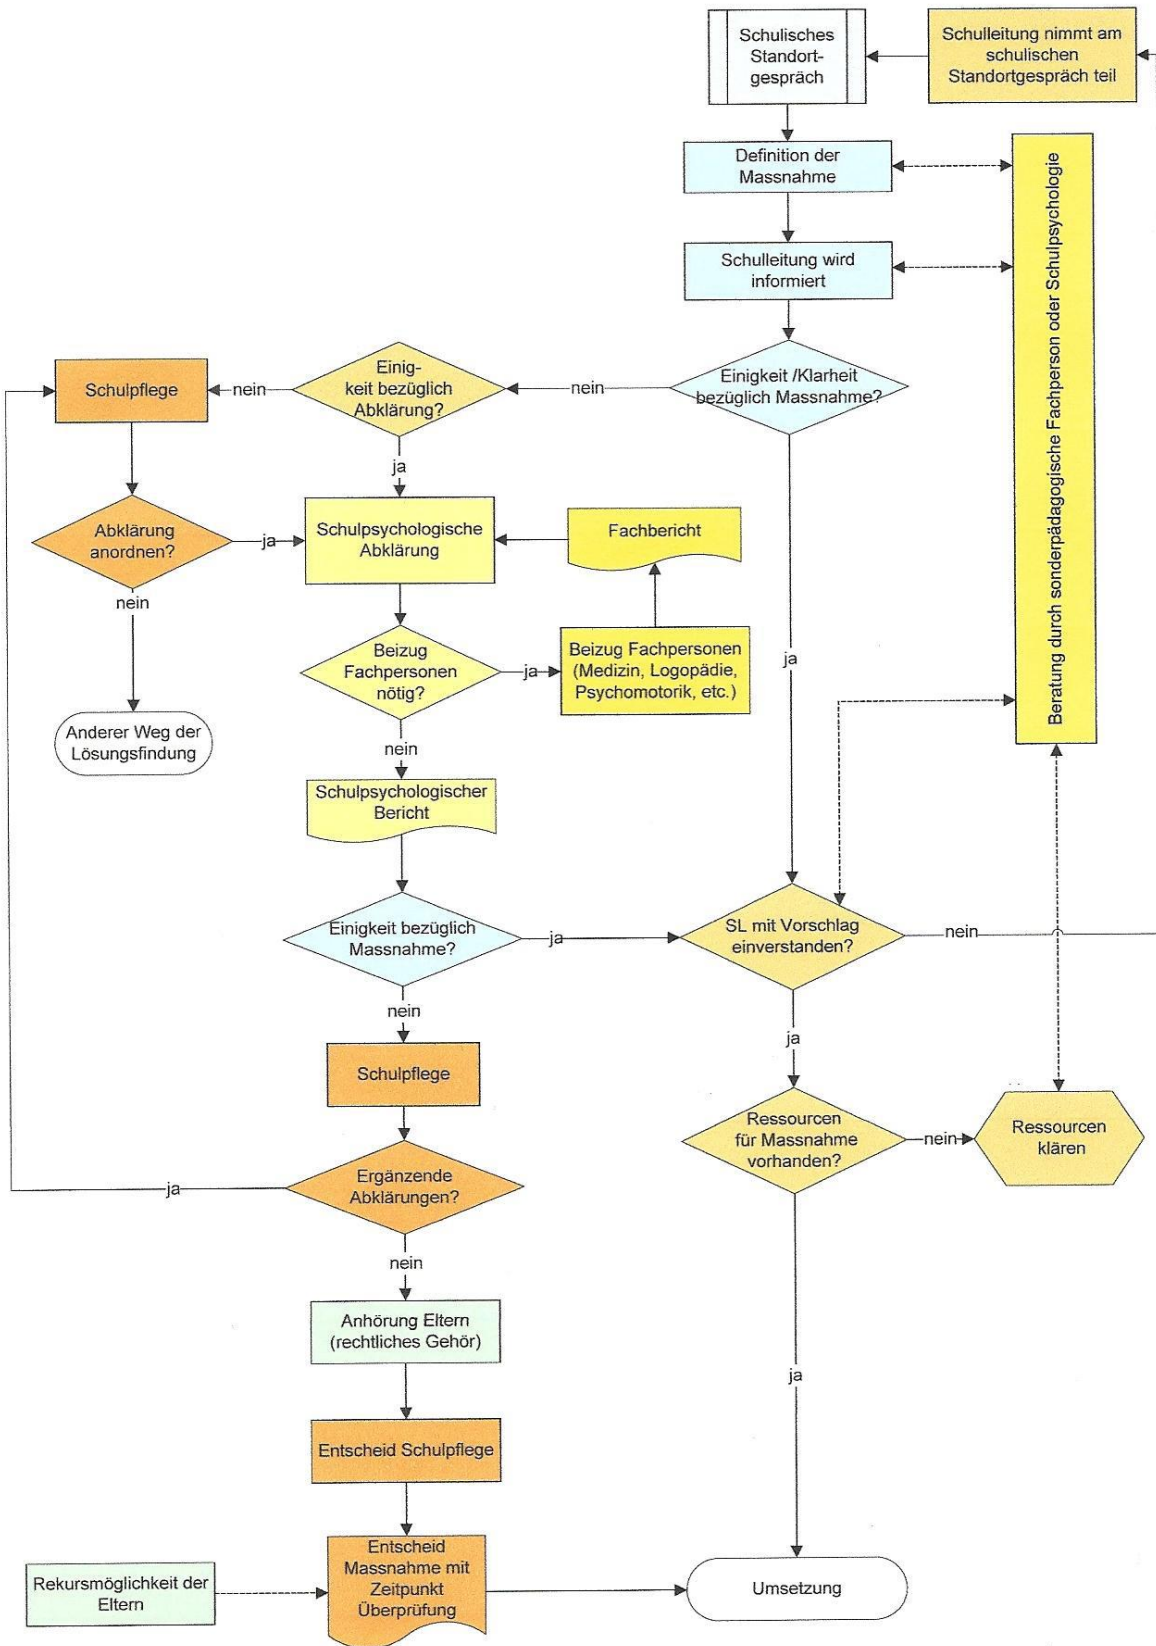 Schulisches
Standort-
gespräch
Schulleitung nimmt am
schulischen
Standortgespräch teil
Definition der
Massnahme
Schulleitung wird
informiert
Beratung durch sonderpädagogische Fachperson oder Schulpsychologie
Einigkeit /Klarheit
bezüglich Massnahme?
nein
Einig-
keit bezüglich
Abklärung?
nein
Schulpflege
ja
Abklärung
anordnen?
ja
Schulpsychologische
Abklärung
Fachbericht
nein
Beizug
Fachpersonen
nötig?
ja
Beizug Fachpersonen
(Medizin, Logopädie,
Psychomotorik, etc.)
ja
Anderer Weg der
Lösungsfindung
nein
Schulpsychologischer
Bericht
Einigkeit bezüglich
Massnahme?
ja
SL mit Vorschlag
einverstanden?
nein
nein
Schulpflege
ja
Ressourcen
für Massnahme
vorhanden?
nein
Ressourcen
klären
Ergänzende
Abklärungen?
ja
nein
Anhörung Eltern
(rechtliches Gehör)
ja
Entscheid Schulpflege
Entscheid
Massnahme mit
Zeitpunkt
Überprüfung
Rekursmöglichkeit der
Eltern
Umsetzung